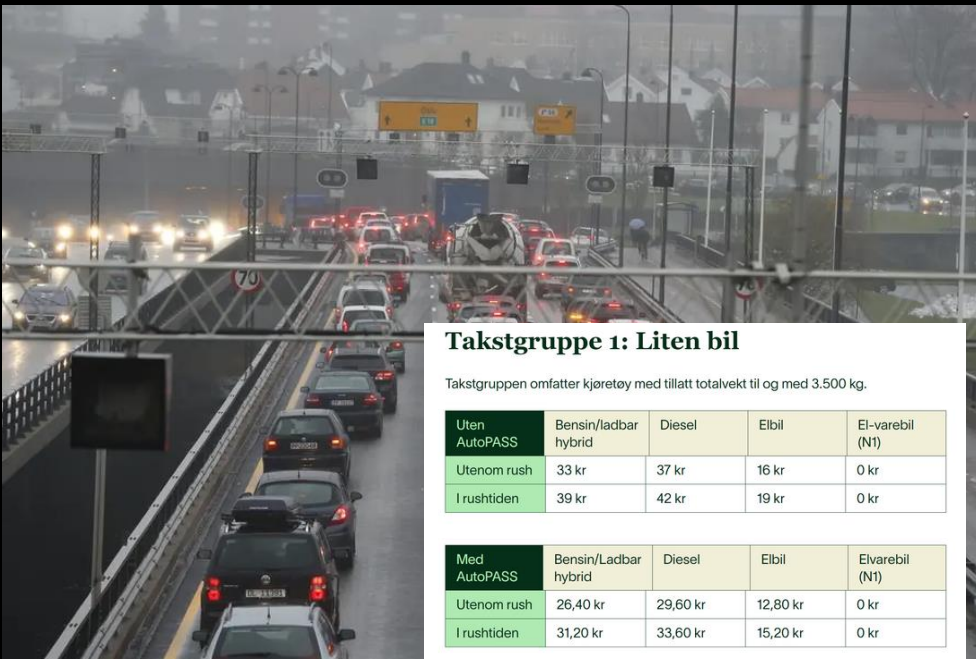 E 18
70
Takstgruppe 1: Liten bil
Takstgruppen omfatter kjøretøy med tillatt totalvekt til og med 3.500 kg.
Uten AutoPASS Bensin/ladbar hybrid Diesel Elbil El-varebil (N1)
Utenom rush 33 kr 37 kr 16 kr 0 kr
I rushtiden 39 kr 42 kr 19 kr 0 kr
Med AutoPASS Bensin/Ladbar hybrid Diesel Elbil Elvarebil (N1)
Utenom rush 26,40 kr 29,60 kr 12,80 kr 0 kr
I rushtiden 31,20 kr 33,60 kr 15,20 kr 0 kr